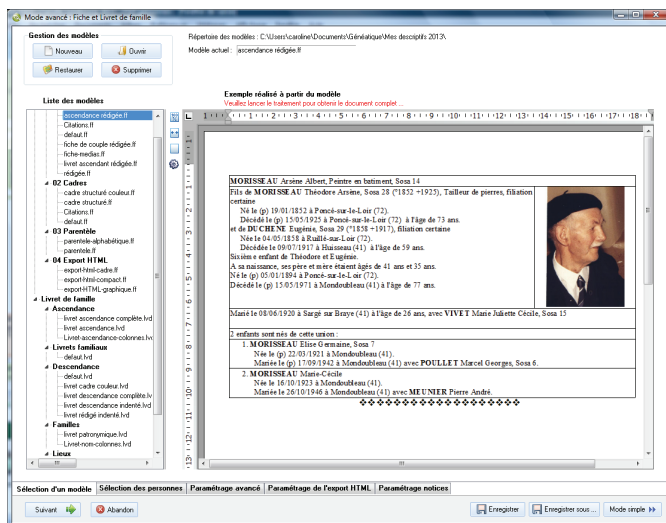 Mode avancé : Fiche et Livret de famille
Gestion des modèles
Nouveau
Ouvrir
Restaurer
Supprimer
Répertoire des modèles : C:\Users\caroline\Documents\Généatique\Mes descriptifs 2013\
Modèle actuel : ascendance rédigée.ff
Exemple réalisé à partir du modèle
Veuillez lancer le traitement pour obtenir le document complet ...
Liste des modèles
ascendance rédigée.ff
Citations.ff
defaut.ff
fiche de couple rédigée.ff
fiche-medias.ff
livret ascendant rédigée.ff
rédigée.ff
02 Cadres
cadre structuré couleur.ff
cadre structuré.ff
Citations.ff
defaut.ff
03 Parentèle
parentele-alphabétique.ff
parentele.ff
04 Export HTML
export-html-cadre.ff
export-html-compact.ff
export-HTML-graphique.ff
Livret de famille
Ascendance
livret ascendance complète.lvd
livret ascendance.lvd
Livret-ascendance-colonnes.lvd
Livrets familiaux
defaut.lvd
Descendance
defaut.lvd
livret cadre couleur.lvd
livret descendance complète.lv
livret descendance indenté.lvd
livret rédigé indenté.lvd
Familles
livret patronymique.lvd
Livret-nom-colonnes.lvd
Lieux
MORISSEAU Arsène Albert, Peintre en batiment, Sosa 14
Fils de MORISSEAU Théodore Arsène, Sosa 28 (°1852 +1925), Tailleur de pierres, filiation
certaine
Né le (p) 19/01/1852 à Poncé-sur-le-Loir (72).
Décédé le (p) 15/05/1925 à Poncé-sur-le-Loir (72) à l'âge de 73 ans.
et de DUCHENE Eugénie, Sosa 29 (°1858 +1917), filiation certaine
Née le 04/05/1858 à Ruillé-sur-Loir (72).
Décédée le 09/07/1917 à Huisseau (41) à l'âge de 59 ans.
Sixième enfant de Théodore et Eugénie.
A sa naissance, ses père et mère étaient âgés de 41 ans et 35 ans.
Né le (p) 05/01/1894 à Poncé-sur-le-Loir (72).
Décédé le (p) 15/05/1971 à Mondoubleau (41) à l'âge de 77 ans.
Marié le 08/06/1920 à Sargé sur Braye (41) à l'âge de 26 ans, avec VIVET Marie Juliette Cécile, Sosa 15
2 enfants sont nés de cette union :
1. MORISSEAU Elise Germaine, Sosa 7
Née le (p) 22/03/1921 à Mondoubleau (41).
Mariée le (p) 17/09/1942 à Mondoubleau (41) avec POULLET Marcel Georges, Sosa 6.
2. MORISSEAU Marie-Cécile
Née le 16/10/1923 à Mondoubleau (41).
Mariée le 26/10/1946 à Mondoubleau (41) avec MEUNIER Pierre André.
Sélection d'un modèle Sélection des personnes Paramétrage avancé Paramétrage de l'export HTML Paramétrage notices
Suivant
Abandon
Enregistrer
Enregistrer sous ...
Mode simple